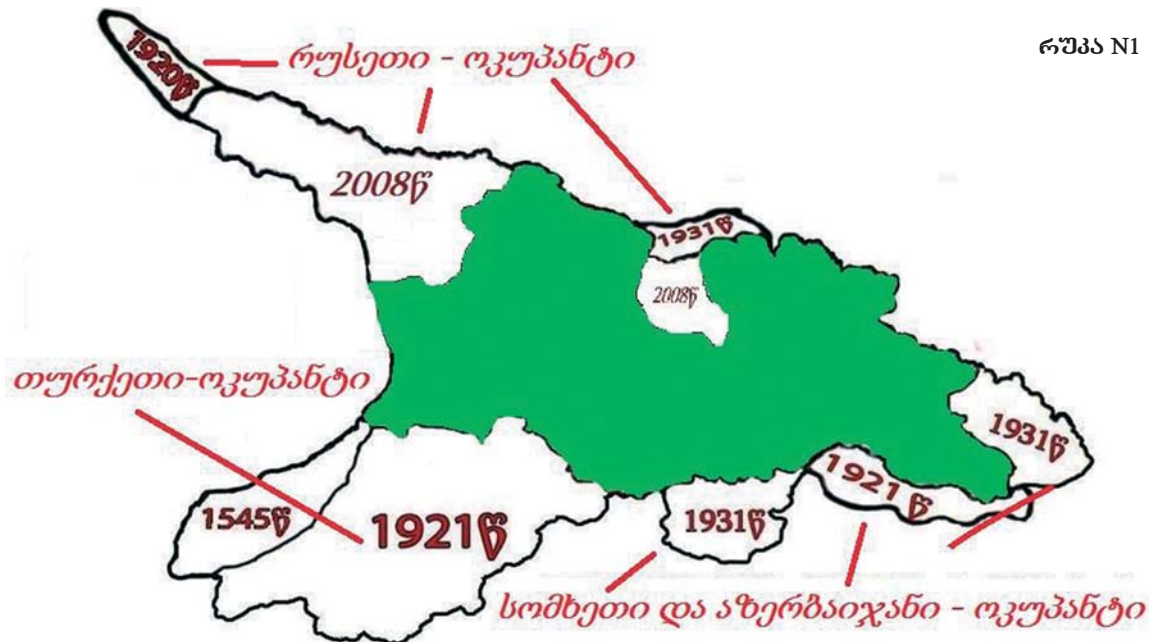 რუკა N1
რუსეთი - ოკუპანტი
1920წ
2008წ
1931წ
2008წ
თურქეთი-ოკუპანტი
1931წ
1921 წ
1545წ
1921წ
1931წ
სომხეთი და აზერბაიჯანი - ოკუპანტი